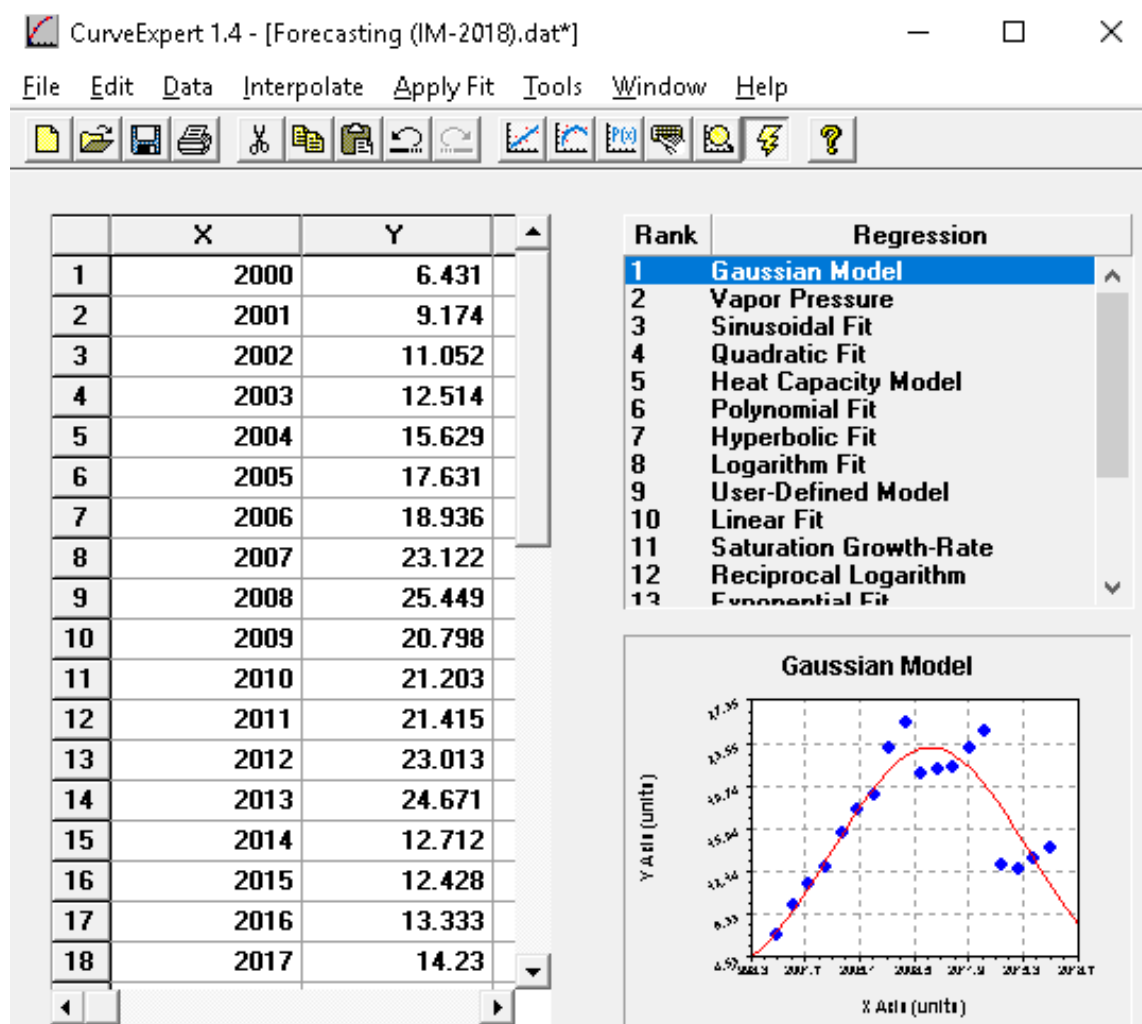 CurveExpert 1.4 - [Forecasting (IM-2018).dat*]
File Edit Data Interpolate Apply Fit Tools Window Help
X Y
1 2000 6.431
2 2001 9.174
3 2002 11.052
4 2003 12.514
5 2004 15.629
6 2005 17.631
7 2006 18.936
8 2007 23.122
9 2008 25.449
10 2009 20.798
11 2010 21.203
12 2011 21.415
13 2012 23.013
14 2013 24.671
15 2014 12.712
16 2015 12.428
17 2016 13.333
18 2017 14.23
Rank Regression
1 Gaussian Model
2 Vapor Pressure
3 Sinusoidal Fit
4 Quadratic Fit
5 Heat Capacity Model
6 Polynomial Fit
7 Hyperbolic Fit
8 Logarithm Fit
9 User-Defined Model
10 Linear Fit
11 Saturation Growth-Rate
12 Reciprocal Logarithm
13 Exponential Fit
Gaussian Model
Y Axis (units)
X Axis (units)